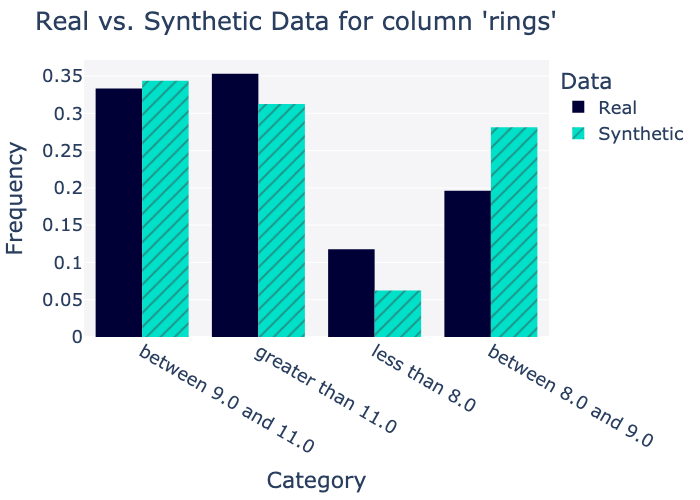 Real vs. Synthetic Data for column 'rings'
Data
Real
Synthetic
Frequency
0.35
0.3
0.25
0.2
0.15
0.1
0.05
0
between 9.0 and 11.0
greater than 11.0
less than 8.0
between 8.0 and 9.0
Category